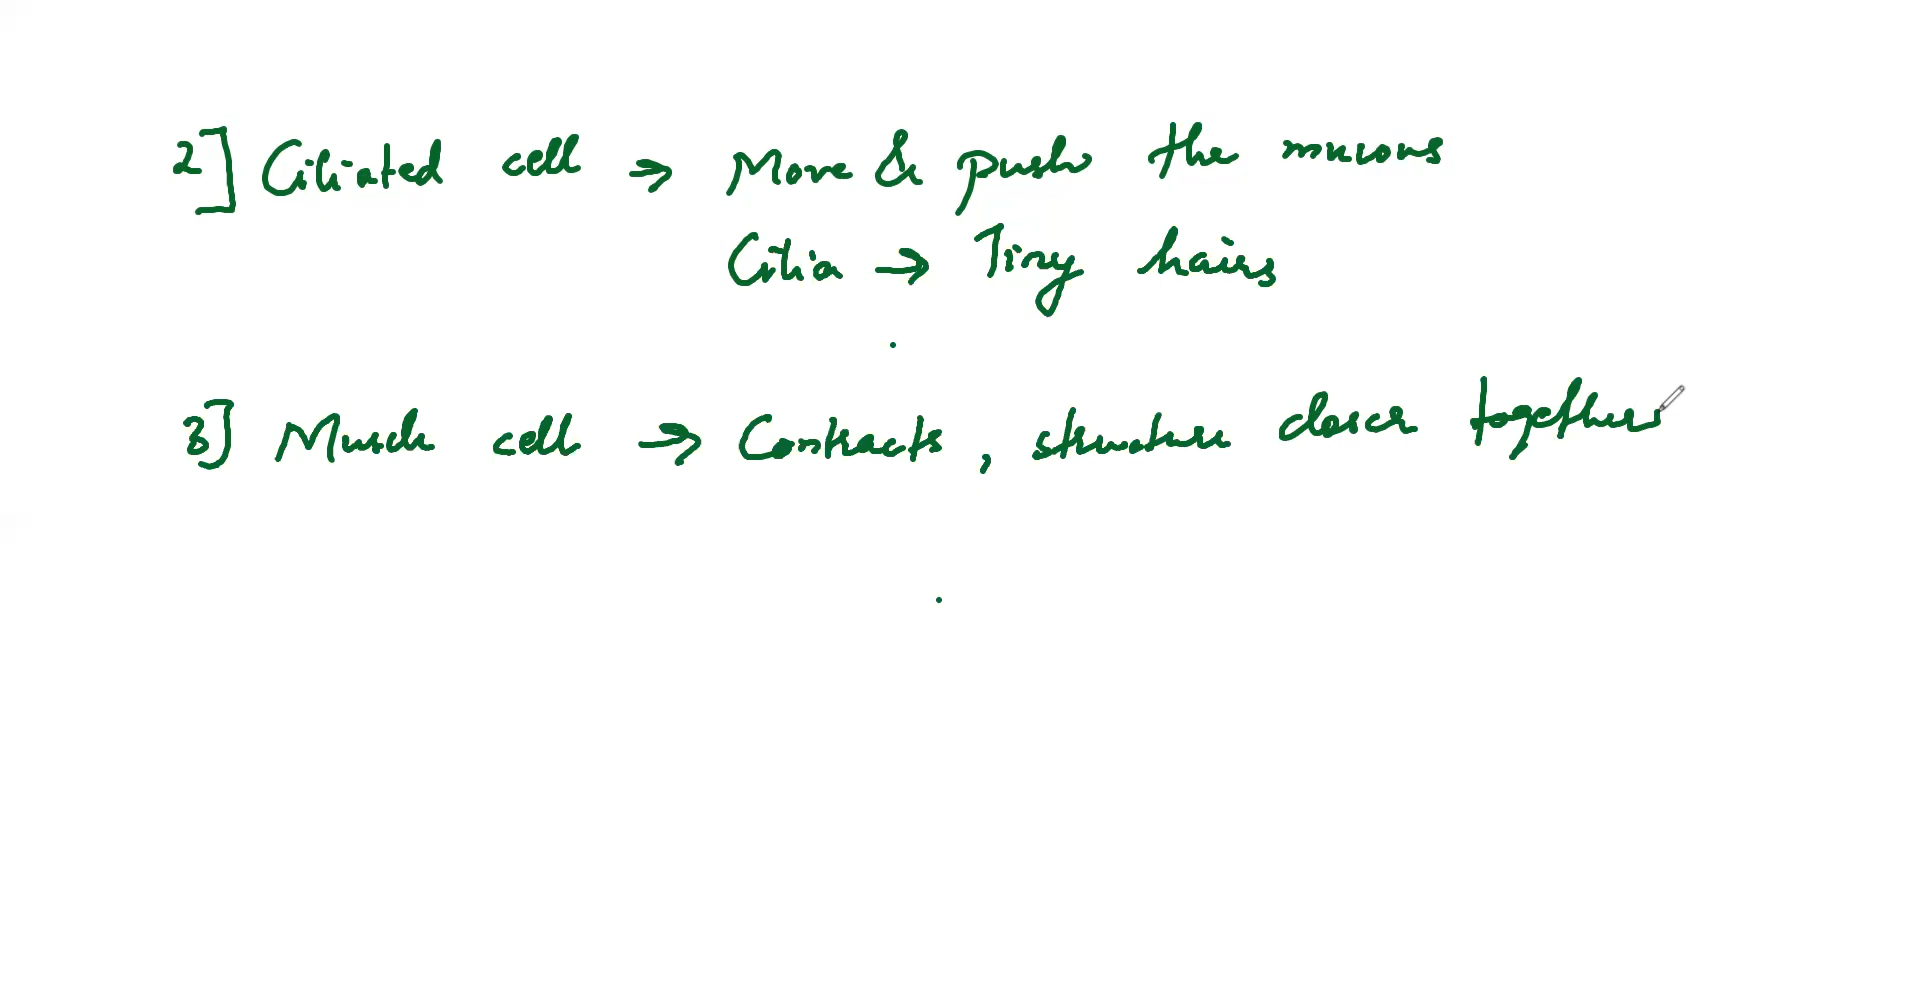 2] Ciliated cell → Move & push the mucous
Cilia → Tiny hairs
3] Muscle cell → Contracts, structure closer together